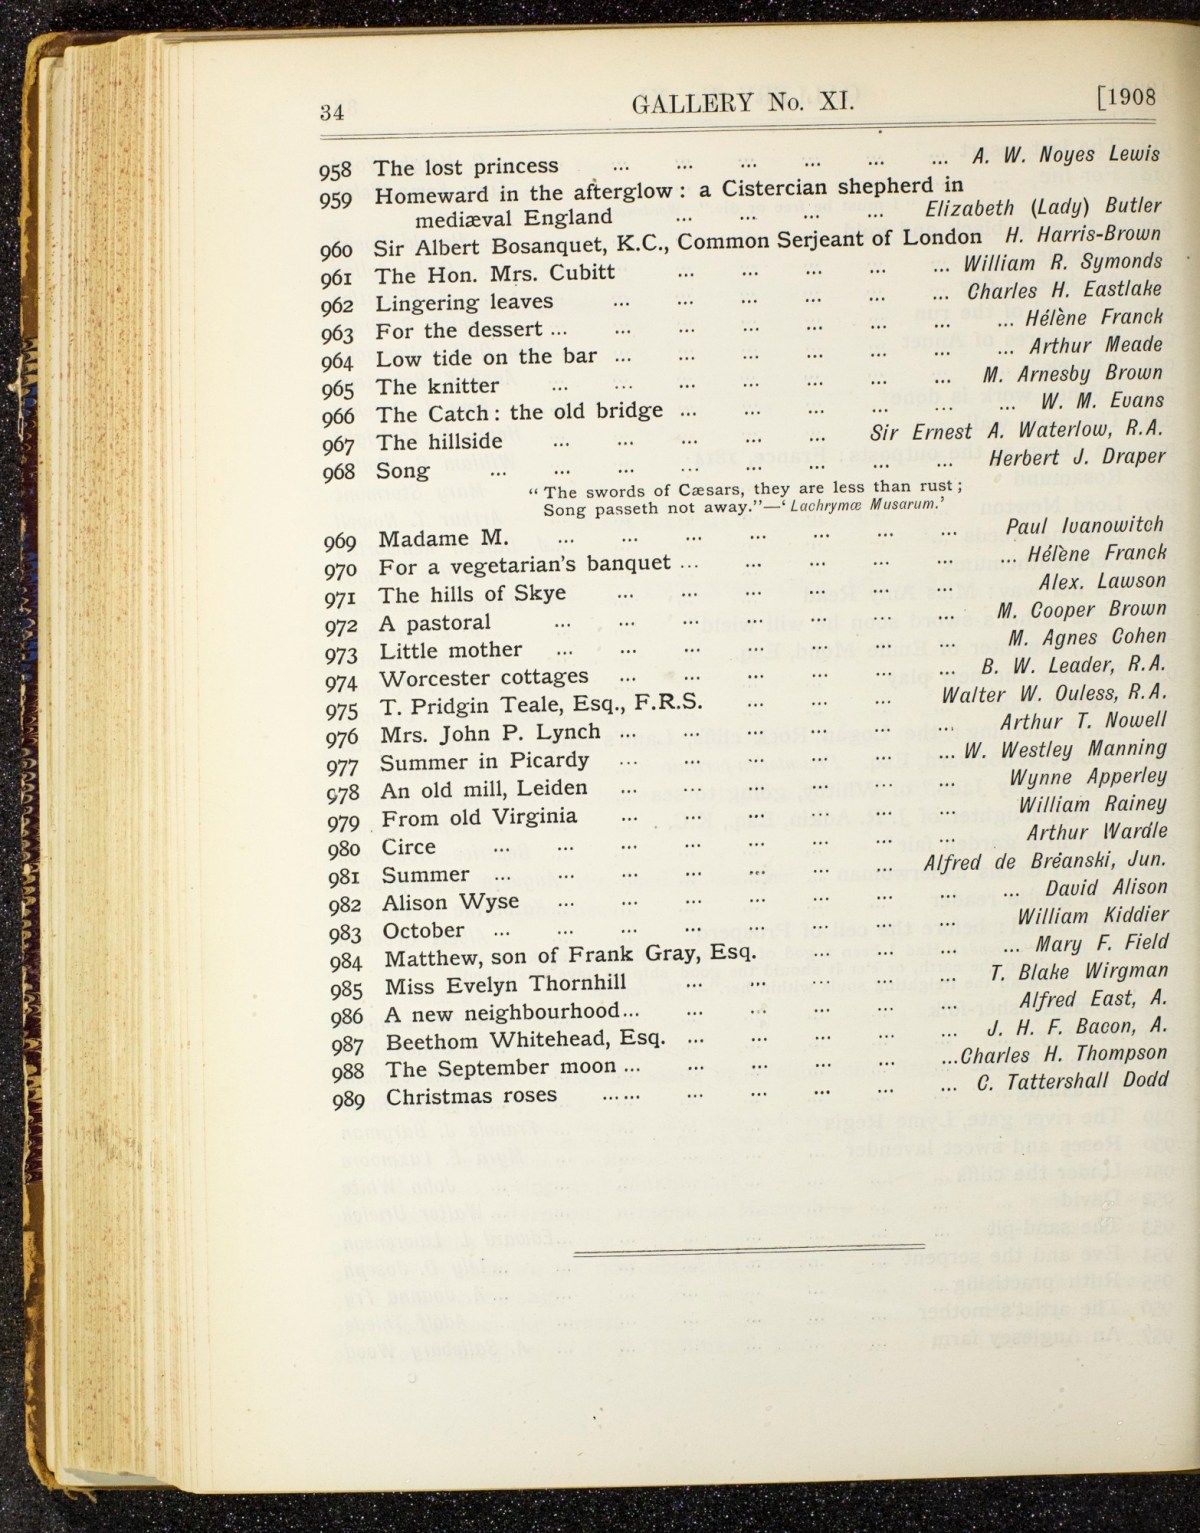 34 GALLERY No. XI. [1908
958 The lost princess ... ... ... ... ... ... A. W. Noyes Lewis
959 Homeward in the afterglow : a Cistercian shepherd in
mediæval England ... ... ... ... Elizabeth (Lady) Butler
960 Sir Albert Bosanquet, K.C., Common Serjeant of London H. Harris-Brown
961 The Hon. Mrs. Cubitt ... ... ... ... ... William R. Symonds
962 Lingering leaves ... ... ... ... ... ... Charles H. Eastlake
963 For the dessert ... ... ... ... ... ... ... ... Hélène Franck
964 Low tide on the bar ... ... ... ... ... ... ... Arthur Meade
965 The knitter ... ... ... ... ... ... ... M. Arnesby Brown
966 The Catch : the old bridge ... ... ... ... ... ... W. M. Evans
967 The hillside ... ... ... ... ... Sir Ernest A. Waterlow, R.A.
968 Song ... ... ... ... ... ... ... ... Herbert J. Draper
“ The swords of Cæsars, they are less than rust ;
Song passeth not away.”—‘ Lachrymæ Musarum.’
969 Madame M. ... ... ... ... ... ... ... Paul Ivanowitch
970 For a vegetarian’s banquet ... ... ... ... ... ... Hélène Franck
971 The hills of Skye ... ... ... ... ... ... Alex. Lawson
972 A pastoral ... ... ... ... ... ... ... M. Cooper Brown
973 Little mother ... ... ... ... ... ... ... M. Agnes Cohen
974 Worcester cottages ... ... ... ... ... ... B. W. Leader, R.A.
975 T. Pridgin Teale, Esq., F.R.S. ... ... ... Walter W. Ouless, R.A.
976 Mrs. John P. Lynch ... ... ... ... ... ... Arthur T. Nowell
977 Summer in Picardy ... ... ... ... ... ... W. Westley Manning
978 An old mill, Leiden ... ... ... ... ... ... Wynne Apperley
979 From old Virginia ... ... ... ... ... ... William Rainey
980 Circe ... ... ... ... ... ... ... ... Arthur Wardle
981 Summer ... ... ... ... ... ... ... Alfred de Bréanski, Jun.
982 Alison Wyse ... ... ... ... ... ... ... ... David Alison
983 October ... ... ... ... ... ... ... ... William Kiddier
984 Matthew, son of Frank Gray, Esq. ... ... ... ... Mary F. Field
985 Miss Evelyn Thornhill ... ... ... ... ... T. Blake Wirgman
986 A new neighbourhood... ... ... ... ... ... Alfred East, A.
987 Beethom Whitehead, Esq. ... ... ... ... ... J. H. F. Bacon, A.
988 The September moon ... ... ... ... ... ...Charles H. Thompson
989 Christmas roses ...... ... ... ... ... ... C. Tattershall Dodd